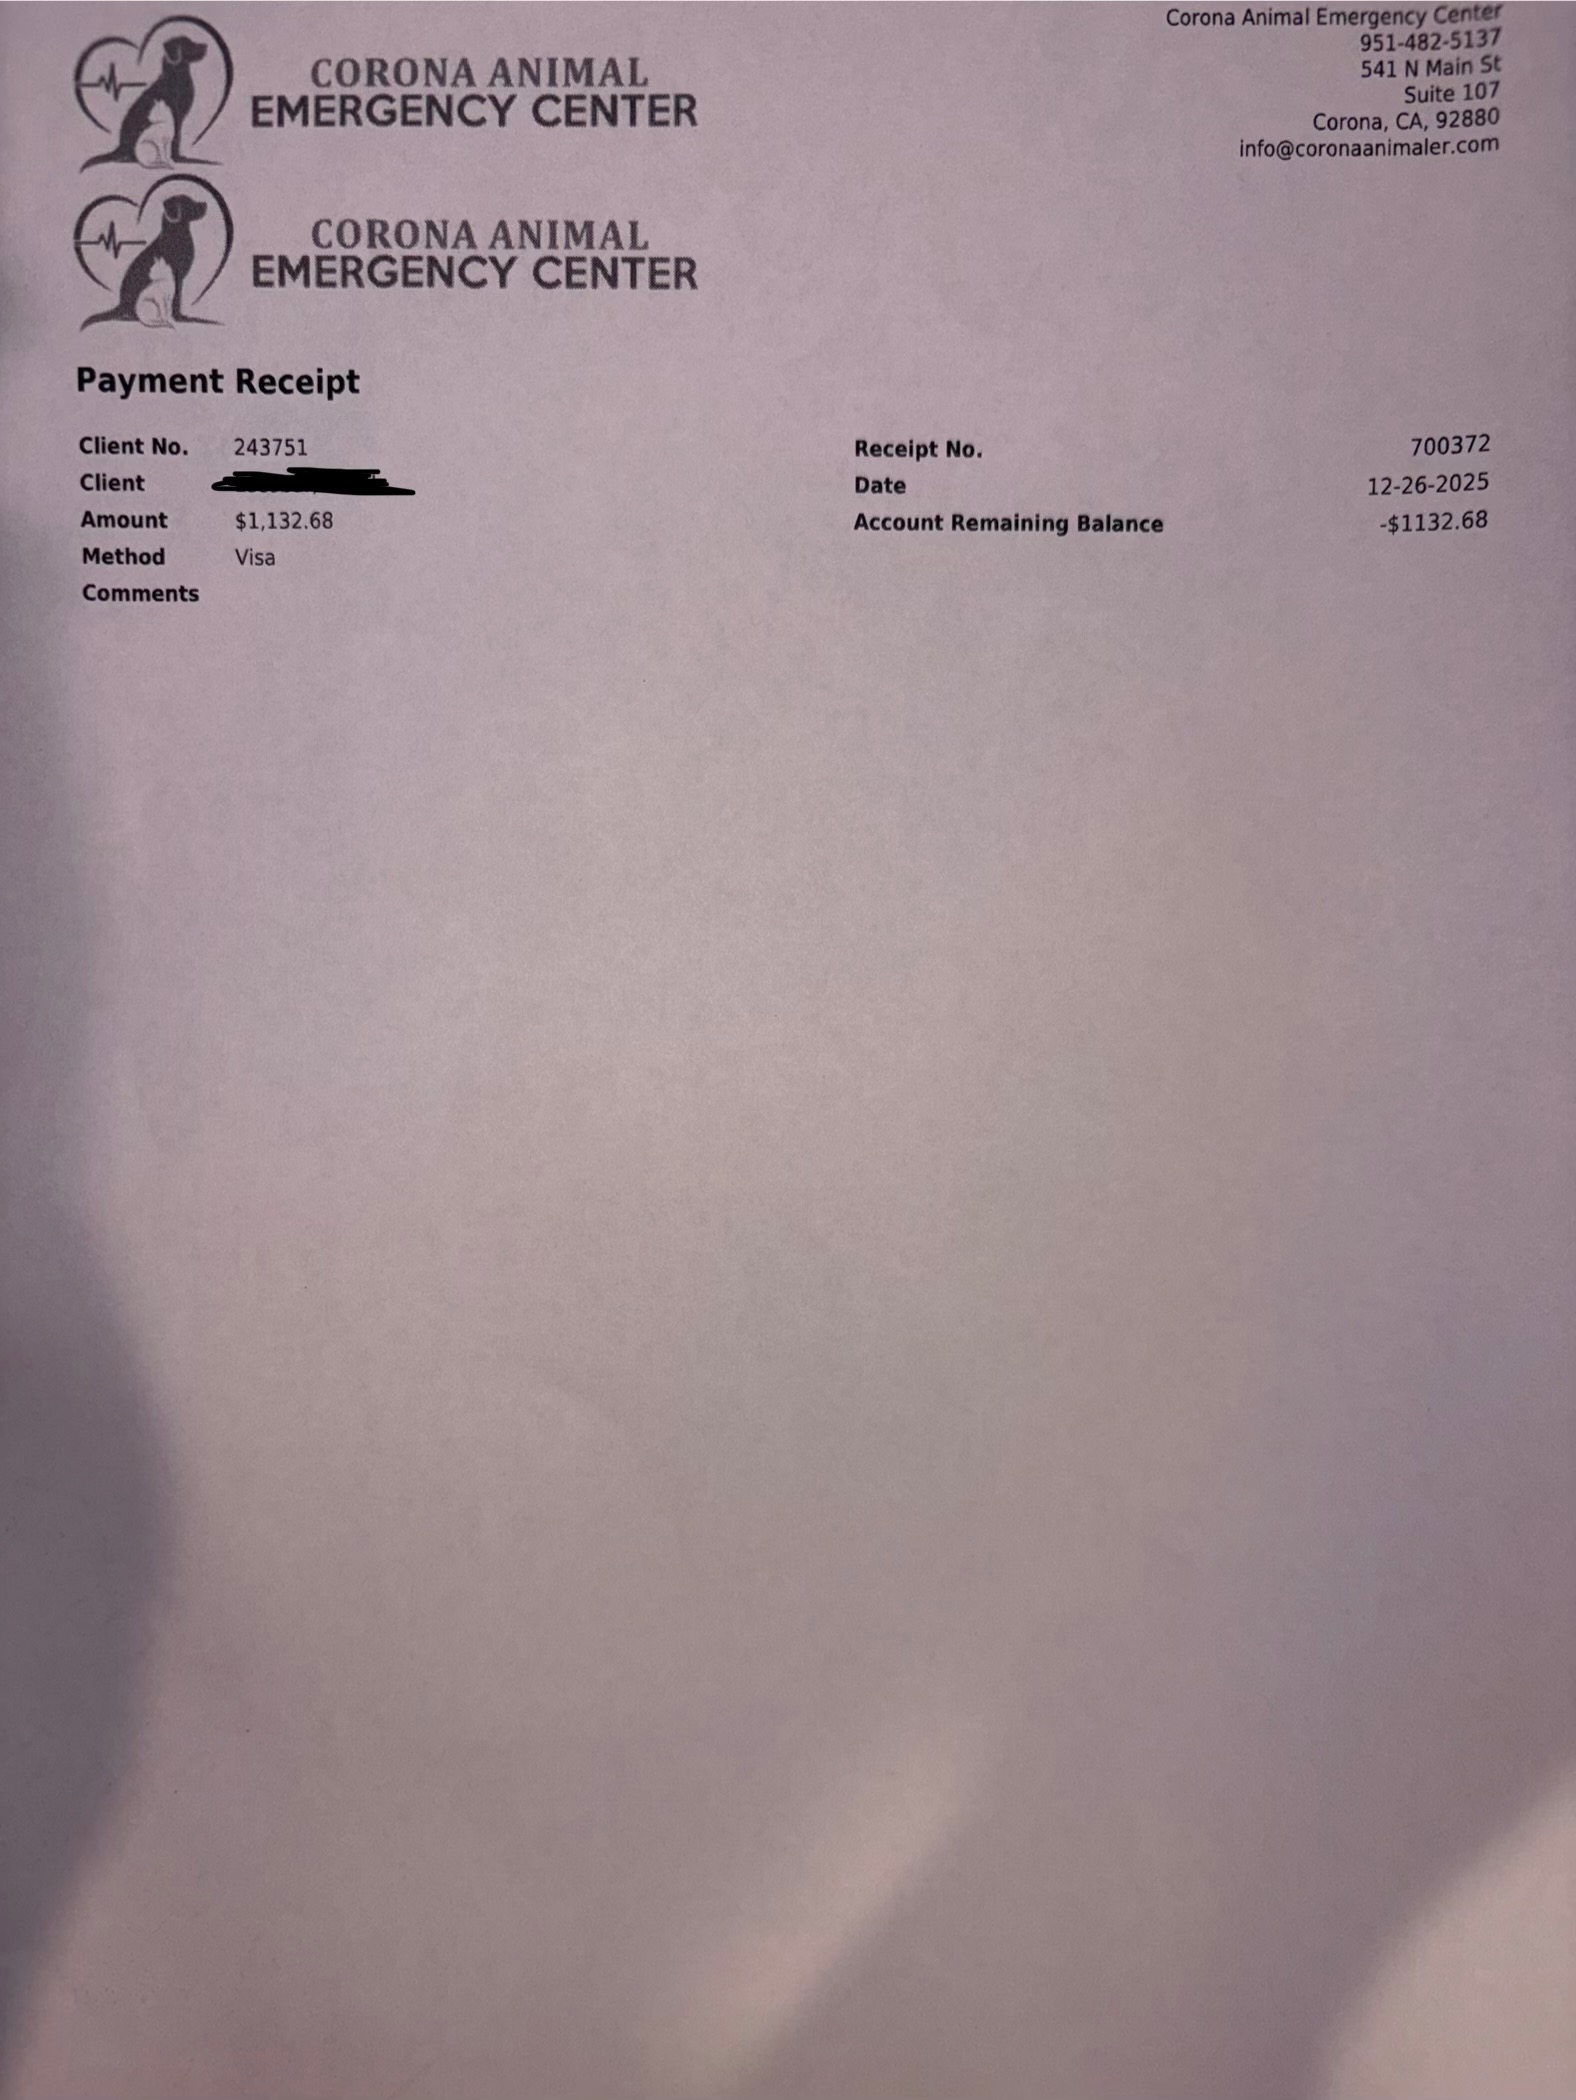 CORONA ANIMAL
EMERGENCY CENTER
Corona Animal Emergency Center
951-482-5137
541 N Main St
Suite 107
Corona, CA, 92880
info@coronaanimaler.com
CORONA ANIMAL
EMERGENCY CENTER
Payment Receipt
Client No. 243751
Client
Amount $1,132.68
Method Visa
Comments
Receipt No. 700372
Date 12-26-2025
Account Remaining Balance -$1132.68